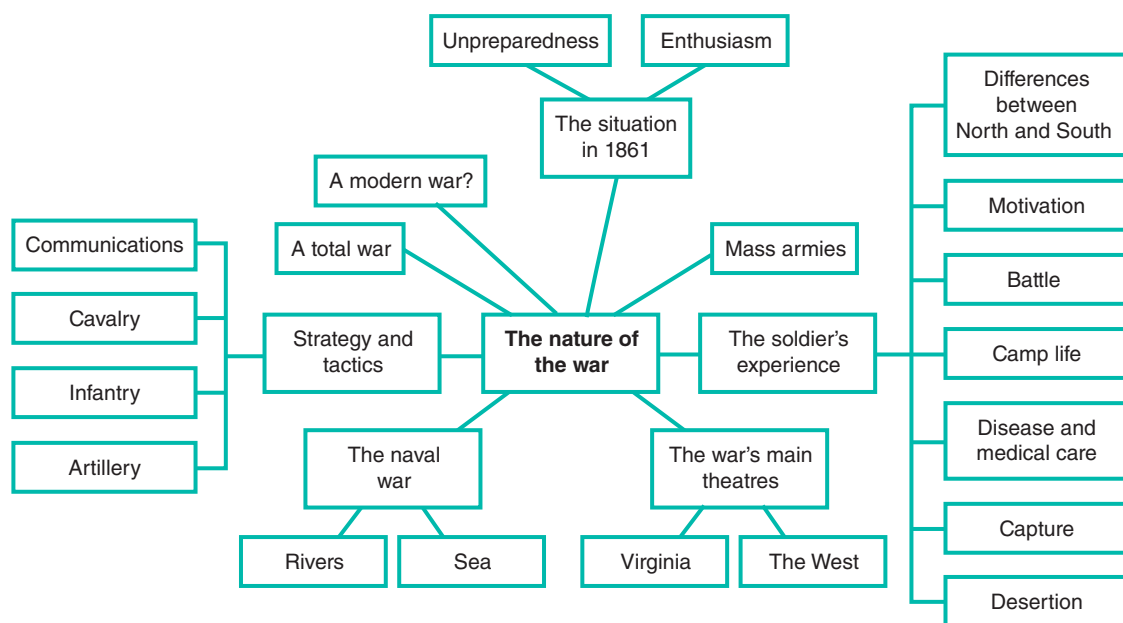 Unpreparedness
Enthusiasm
The situation
in 1861
A modern war?
A total war
Mass armies
Communications
Cavalry
Infantry
Artillery
Strategy and
tactics
The nature of
the war
The soldier’s
experience
Differences
between
North and South
Motivation
Battle
Camp life
Disease and
medical care
Capture
Desertion
The naval
war
Rivers
Sea
The war’s main
theatres
Virginia
The West